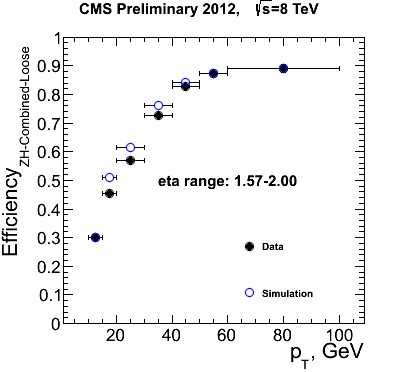 CMS Preliminary 2012, √s=8 TeV
Efficiency ZH-Combined-Loose
1
0.9
0.8
0.7
0.6
0.5
0.4
0.3
0.2
0.1
0
eta range: 1.57-2.00
Data
Simulation
20 40 60 80 100
pT, GeV